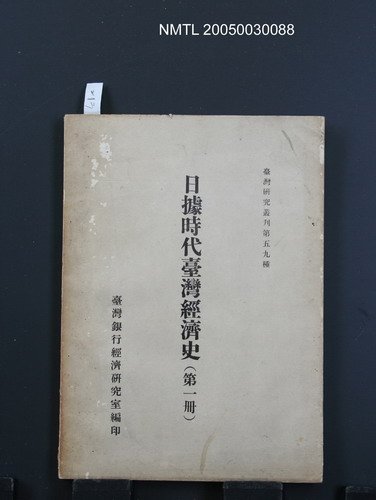 NMTL 20050030088
臺灣研究叢刊第五九種
日據時代臺灣經濟史(第一册)
臺灣銀行經濟研究室編印